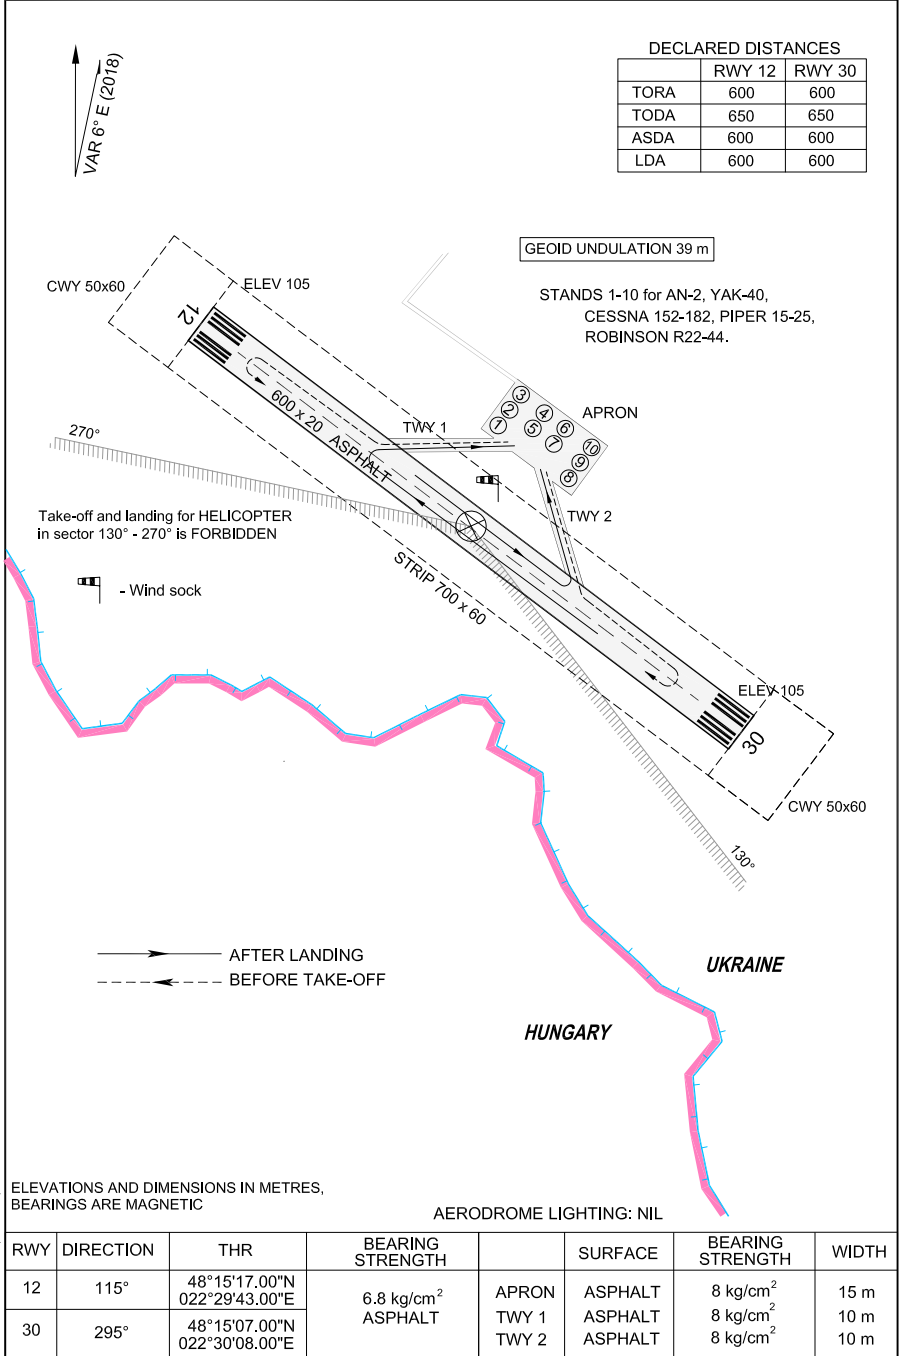 VAR 6° E (2018)
DECLARED DISTANCES
RWY 12 RWY 30
TORA 600 600
TODA 650 650
ASDA 600 600
LDA 600 600
GEOID UNDULATION 39 m
CWY 50x60
ELEV 105
STANDS 1-10 for AN-2, YAK-40,
CESSNA 152-182, PIPER 15-25,
ROBINSON R22-44.
12
600 x 20 ASPHALT
TWY 1
APRON
1
2
3
4
5
6
7
8
9
10
270°
TWY 2
Take-off and landing for HELICOPTER
in sector 130° - 270° is FORBIDDEN
- Wind sock
STRIP 700 x 60
ELEV 105
30
CWY 50x60
130°
AFTER LANDING
BEFORE TAKE-OFF
UKRAINE
HUNGARY
ELEVATIONS AND DIMENSIONS IN METRES,
BEARINGS ARE MAGNETIC
AERODROME LIGHTING: NIL
RWY DIRECTION THR BEARING STRENGTH SURFACE BEARING STRENGTH WIDTH
12 115° 48°15'17.00"N
022°29'43.00"E
30 295° 48°15'07.00"N
022°30'08.00"E
6.8 kg/cm²
ASPHALT
APRON ASPHALT 8 kg/cm² 15 m
TWY 1 ASPHALT 8 kg/cm² 10 m
TWY 2 ASPHALT 8 kg/cm² 10 m